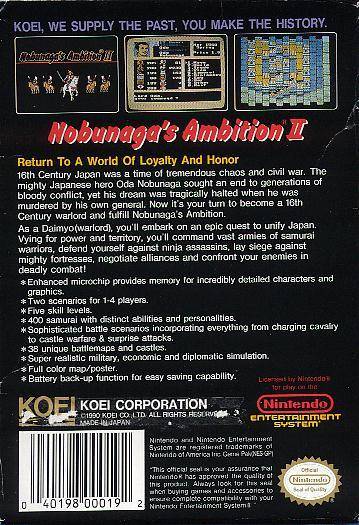 KOEI, WE SUPPLY THE PAST, YOU MAKE THE HISTORY.
Nobunaga's Ambition II
Nobunaga's Ambition® II
Return To A World Of Loyalty And Honor
16th Century Japan was a time of tremendous chaos and civil war. The
mighty Japanese hero Oda Nobunaga sought an end to generations of
bloody conflict, yet his dream was tragically halted when he was
murdered by his own general. Now it's your turn to become a 16th
Century warlord and fulfill Nobunaga's Ambition.
As a Daimyo(warlord), you'll embark on an epic quest to unify Japan.
Vying for power and territory, you'll command vast armies of samurai
warriors, defend yourself against ninja assassins, lay siege against
mighty fortresses, negotiate alliances and confront your enemies in
deadly combat!
*Enhanced microchip provides memory for incredibly detailed characters and
graphics.
*Two scenarios for 1-4 players.
*Five skill levels.
*400 samurai with distinct abilities and personalities.
*Sophisticated battle scenarios incorporating everything from charging cavalry
to castle warfare & surprise attacks.
*38 unique battlemaps and castles.
*Super realistic military, economic and diplomatic simulation.
*Full color map/poster.
*Battery back-up function for easy saving capability.
Licensed by Nintendo®
for play on the
Nintendo®
ENTERTAINMENT
SYSTEM®
KOEI
KOEI CORPORATION
©1990 KOEI CO., LTD. ALL RIGHTS RESERVED
MADE IN JAPAN
Nintendo and Nintendo Entertainment
System are registered trademarks of
Nintendo of America Inc. Game Pak(NES-GP)
"This official seal is your assurance that
Nintendo® has approved the quality of
this product. Always look for this seal
when buying games and accessories to
ensure complete compatibility with your
Nintendo Entertainment System"®
Official
Nintendo
Seal of Quality
0 40198 00019 2